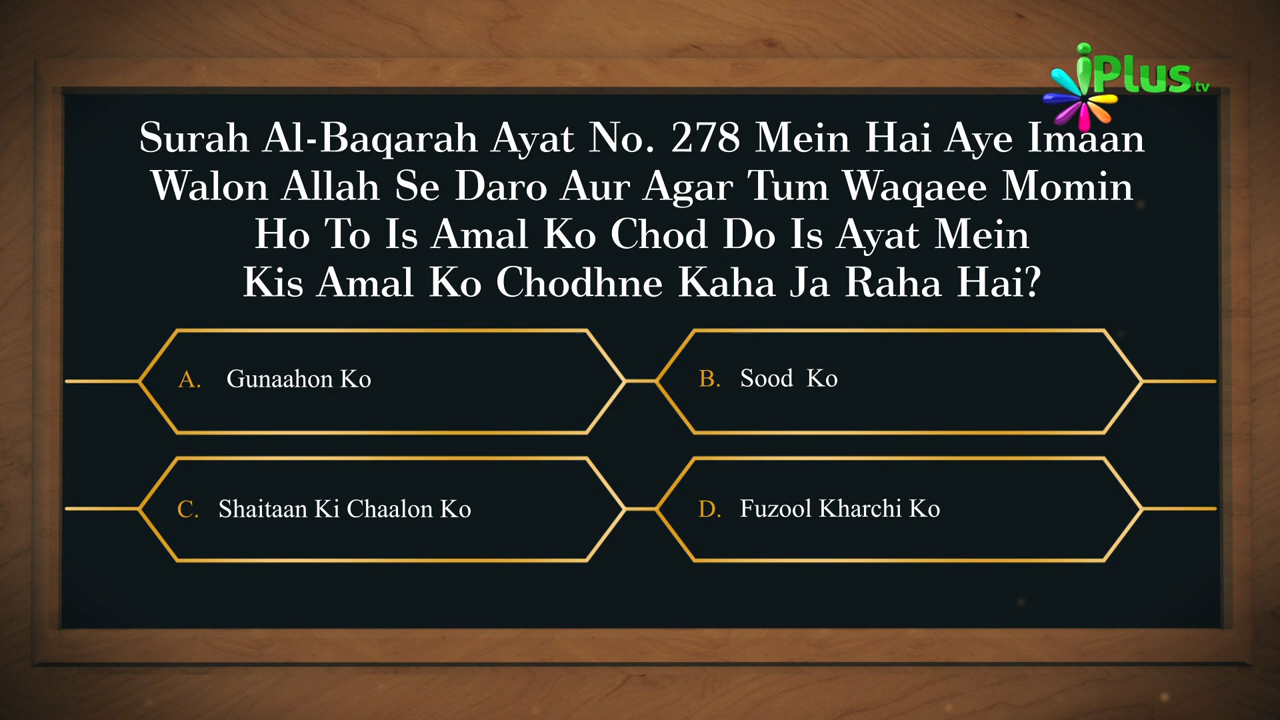 iPlus tv
Surah Al-Baqarah Ayat No. 278 Mein Hai Aye Imaan
Walon Allah Se Daro Aur Agar Tum Waqaee Momin
Ho To Is Amal Ko Chod Do Is Ayat Mein
Kis Amal Ko Chodhne Kaha Ja Raha Hai?
A. Gunaahon Ko
B. Sood Ko
C. Shaitaan Ki Chaalon Ko
D. Fuzool Kharchi Ko